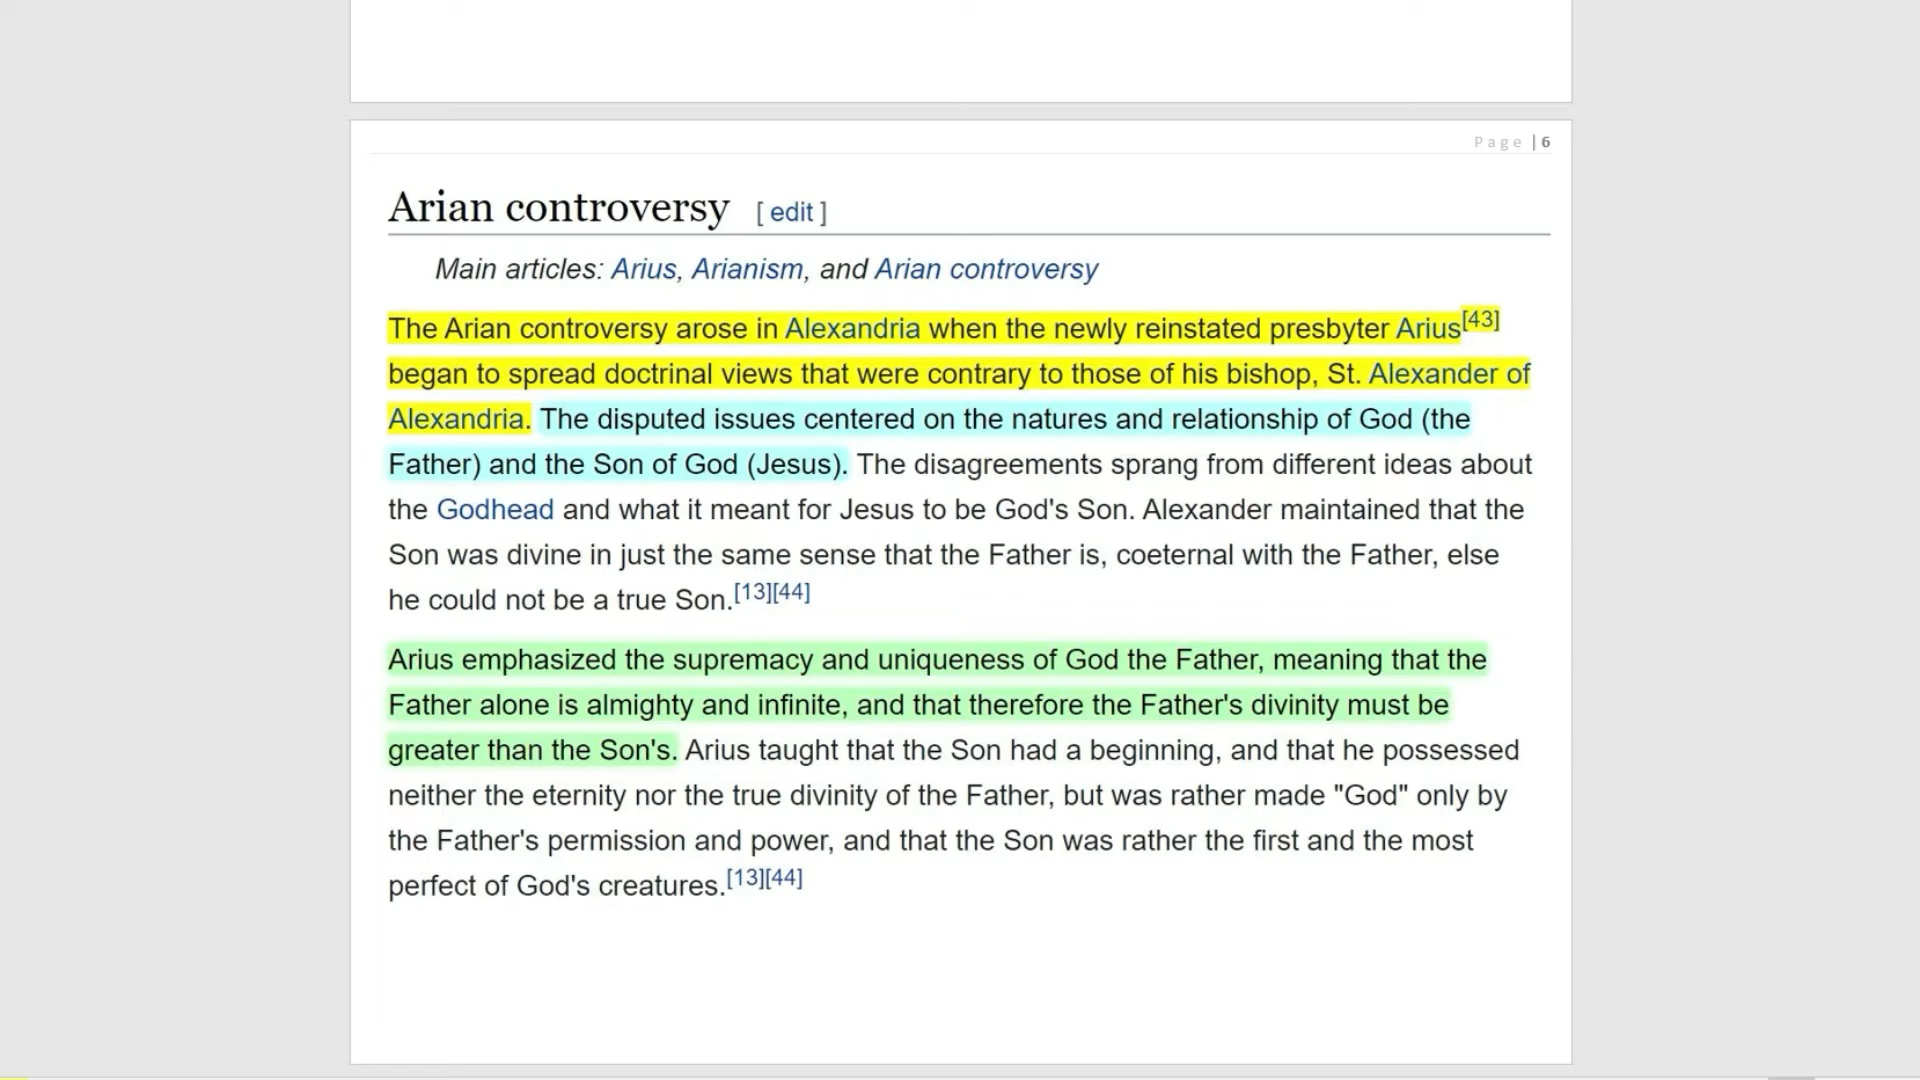 Page | 6
Arian controversy [ edit ]
Main articles: Arius, Arianism, and Arian controversy
The Arian controversy arose in Alexandria when the newly reinstated presbyter Arius[43]
began to spread doctrinal views that were contrary to those of his bishop, St. Alexander of
Alexandria. The disputed issues centered on the natures and relationship of God (the
Father) and the Son of God (Jesus). The disagreements sprang from different ideas about
the Godhead and what it meant for Jesus to be God's Son. Alexander maintained that the
Son was divine in just the same sense that the Father is, coeternal with the Father, else
he could not be a true Son.[13][44]
Arius emphasized the supremacy and uniqueness of God the Father, meaning that the
Father alone is almighty and infinite, and that therefore the Father's divinity must be
greater than the Son's. Arius taught that the Son had a beginning, and that he possessed
neither the eternity nor the true divinity of the Father, but was rather made "God" only by
the Father's permission and power, and that the Son was rather the first and the most
perfect of God's creatures.[13][44]